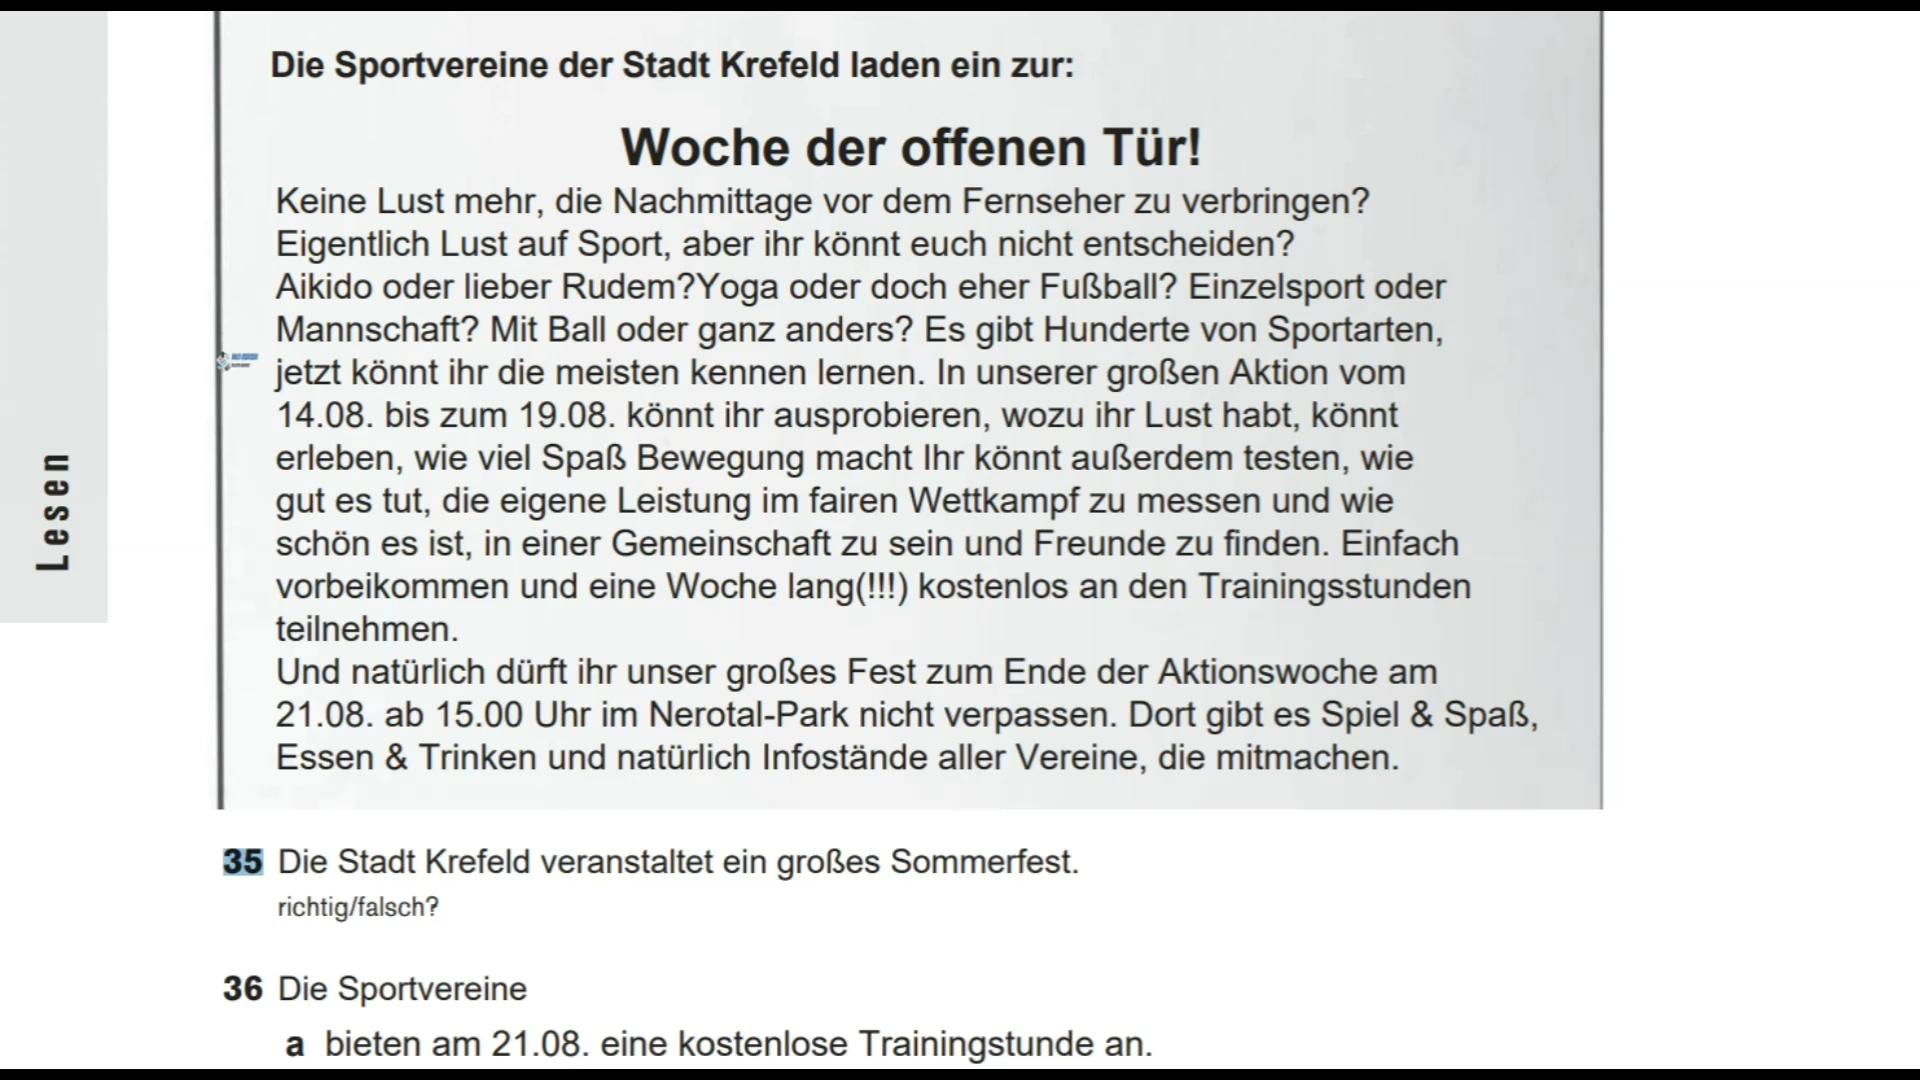 Die Sportvereine der Stadt Krefeld laden ein zur:
Woche der offenen Tür!
Keine Lust mehr, die Nachmittage vor dem Fernseher zu verbringen?
Eigentlich Lust auf Sport, aber ihr könnt euch nicht entscheiden?
Aikido oder lieber Rudem?Yoga oder doch eher Fußball? Einzelsport oder
Mannschaft? Mit Ball oder ganz anders? Es gibt Hunderte von Sportarten,
jetzt könnt ihr die meisten kennen lernen. In unserer großen Aktion vom
14.08. bis zum 19.08. könnt ihr ausprobieren, wozu ihr Lust habt, könnt
erleben, wie viel Spaß Bewegung macht Ihr könnt außerdem testen, wie
gut es tut, die eigene Leistung im fairen Wettkampf zu messen und wie
schön es ist, in einer Gemeinschaft zu sein und Freunde zu finden. Einfach
vorbeikommen und eine Woche lang(!!!) kostenlos an den Trainingsstunden
teilnehmen.
Und natürlich dürft ihr unser großes Fest zum Ende der Aktionswoche am
21.08. ab 15.00 Uhr im Nerotal-Park nicht verpassen. Dort gibt es Spiel & Spaß,
Essen & Trinken und natürlich Infostände aller Vereine, die mitmachen.
Lesen
35 Die Stadt Krefeld veranstaltet ein großes Sommerfest.
richtig/falsch?
36 Die Sportvereine
a bieten am 21.08. eine kostenlose Trainingstunde an.